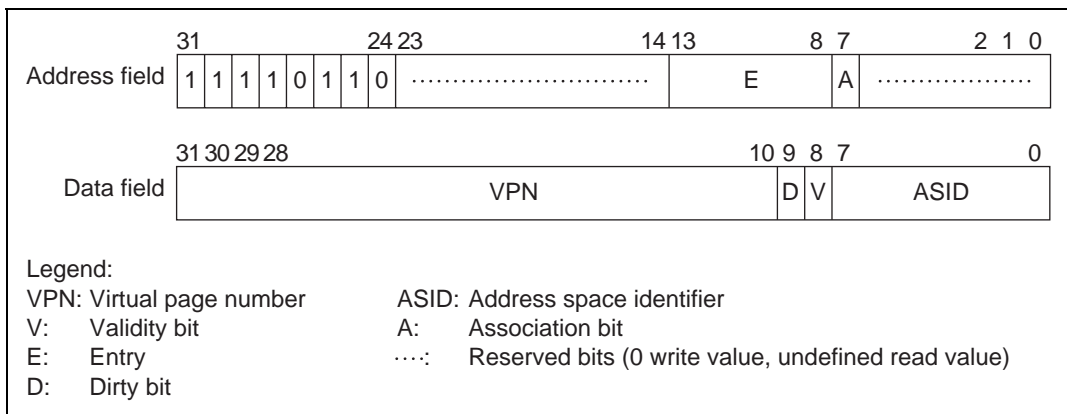 31 24 23 14 13 8 7 2 1 0
Address field 1 1 1 1 0 1 1 0 ............................ E A ...................
31 30 29 28 10 9 8 7 0
Data field VPN D V ASID
Legend:
VPN: Virtual page number ASID: Address space identifier
V: Validity bit A: Association bit
E: Entry ····: Reserved bits (0 write value, undefined read value)
D: Dirty bit